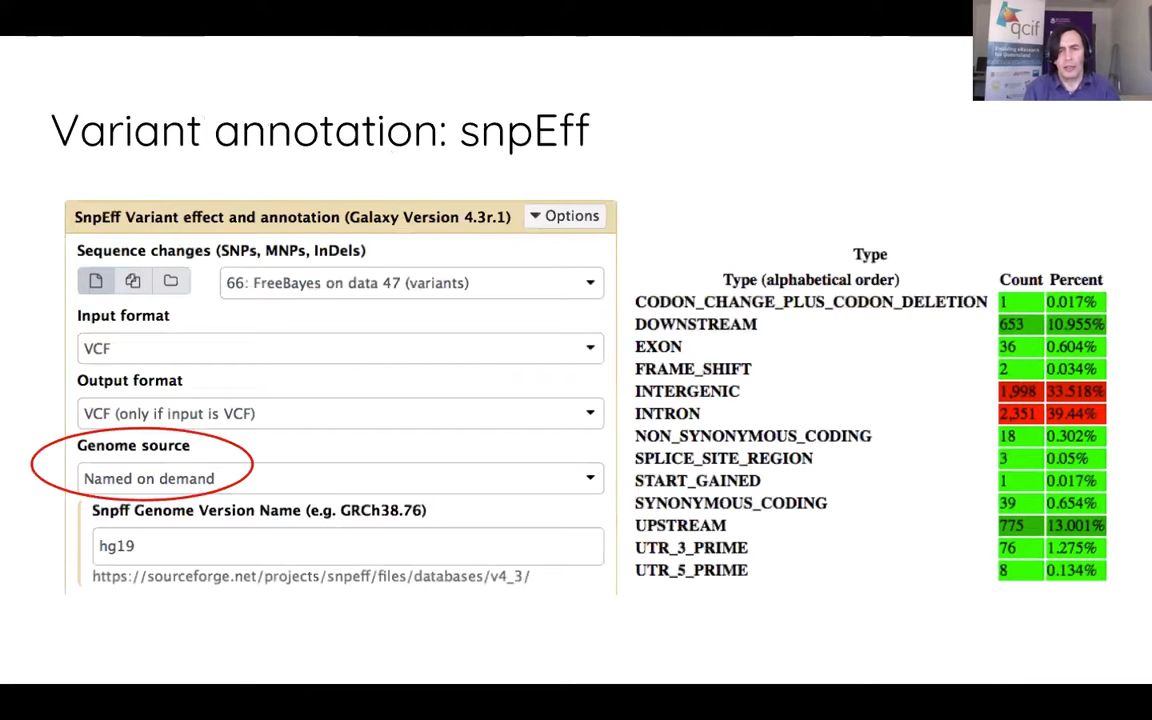 qcif
Enabling eResearch
for Queensland
Variant annotation: snpEff
SnpEff Variant effect and annotation (Galaxy Version 4.3r.1)
Options
Sequence changes (SNPs, MNPs, InDels)
66: FreeBayes on data 47 (variants)
Input format
VCF
Output format
VCF (only if input is VCF)
Genome source
Named on demand
Snpff Genome Version Name (e.g. GRCh38.76)
hg19
https://sourceforge.net/projects/snpeff/files/databases/v4_3/
Type
Type (alphabetical order) Count Percent
CODON_CHANGE_PLUS_CODON_DELETION 1 0.017%
DOWNSTREAM 653 10.955%
EXON 36 0.604%
FRAME_SHIFT 2 0.034%
INTERGENIC 1,998 33.518%
INTRON 2,351 39.44%
NON_SYNONYMOUS_CODING 18 0.302%
SPLICE_SITE_REGION 3 0.05%
START_GAINED 1 0.017%
SYNONYMOUS_CODING 39 0.654%
UPSTREAM 775 13.001%
UTR_3_PRIME 76 1.275%
UTR_5_PRIME 8 0.134%